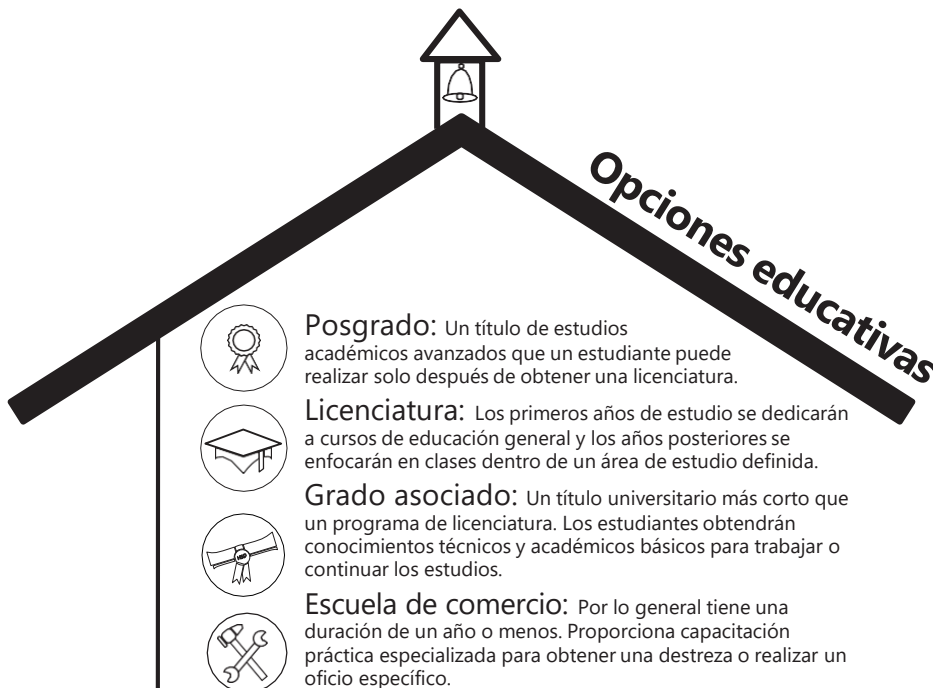 Opciones educativas
Posgrado: Un título de estudios
académicos avanzados que un estudiante puede
realizar solo después de obtener una licenciatura.
Licenciatura: Los primeros años de estudio se dedicarán
a cursos de educación general y los años posteriores se
enfocarán en clases dentro de un área de estudio definida.
Grado asociado: Un título universitario más corto que
un programa de licenciatura. Los estudiantes obtendrán
conocimientos técnicos y académicos básicos para trabajar o
continuar los estudios.
Escuela de comercio: Por lo general tiene una
duración de un año o menos. Proporciona capacitación
práctica especializada para obtener una destreza o realizar un
oficio específico.